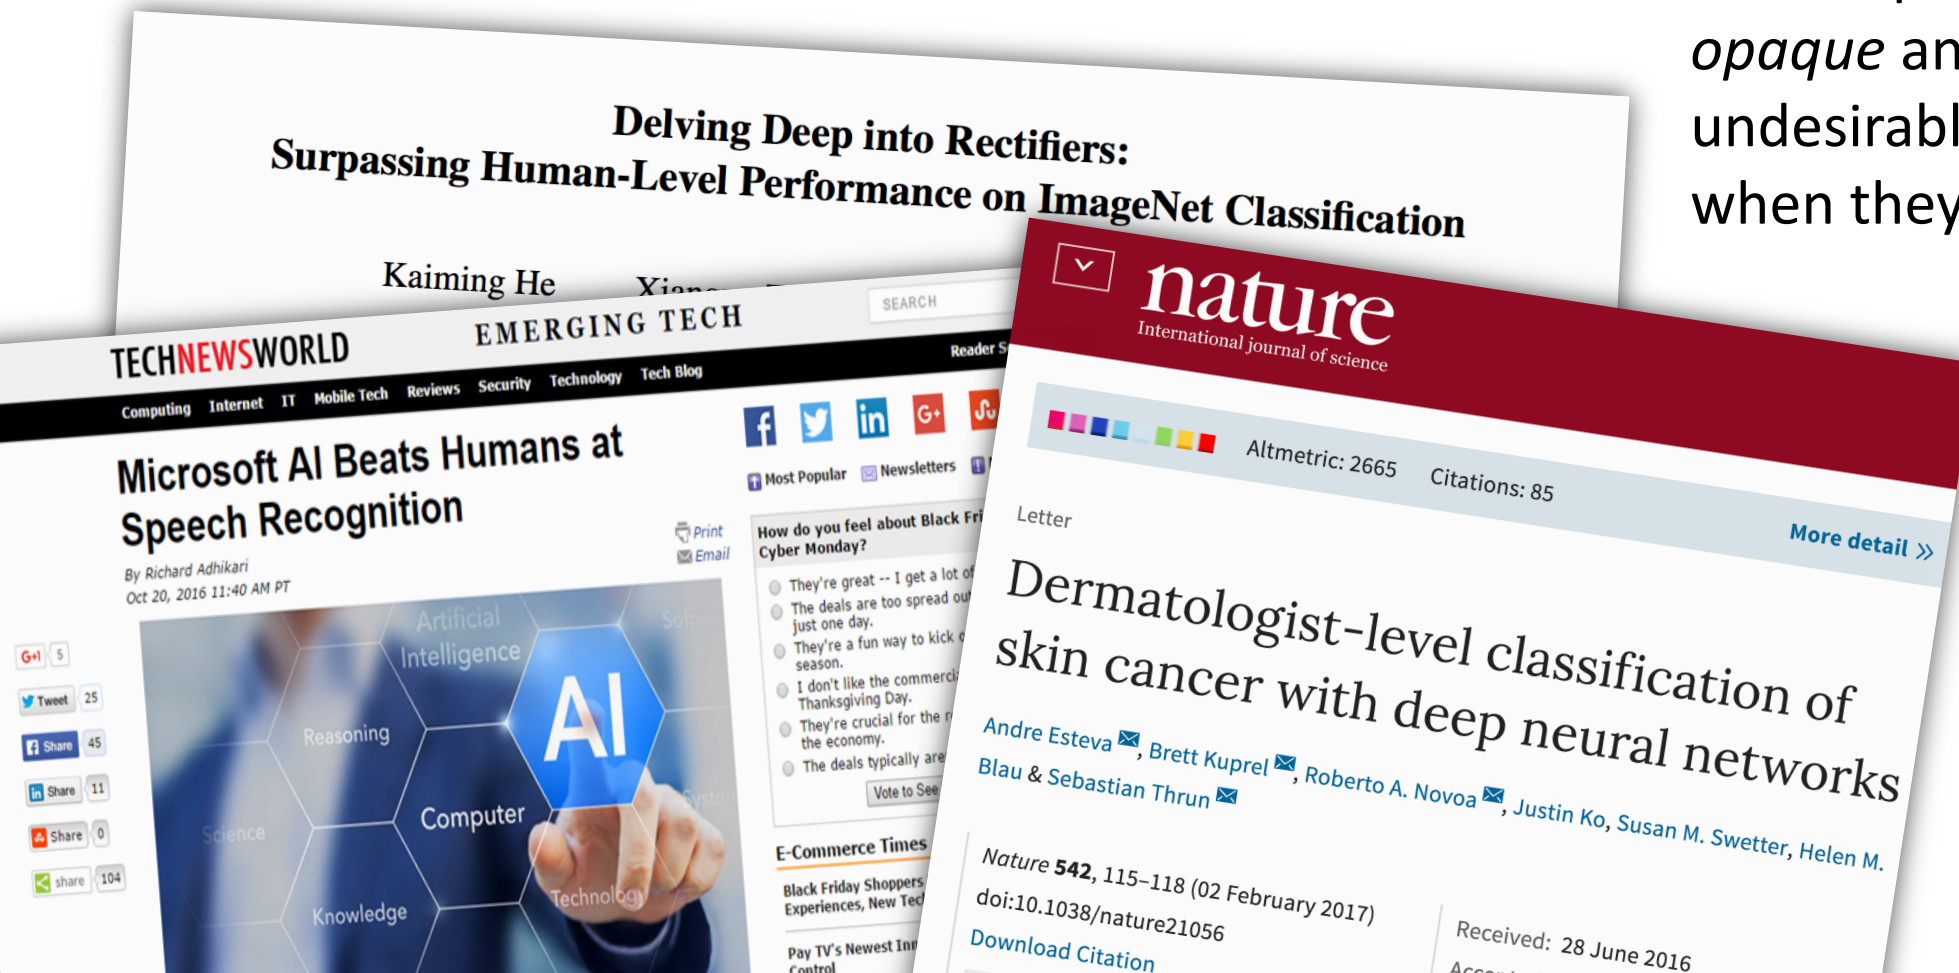 opaque
undesirabl
when they
Delving Deep into Rectifiers:
Surpassing Human-Level Performance on ImageNet Classification
Kaiming He
TECHNEWSWORLD
EMERGING TECH
SEARCH
Reader
Computing Internet IT Mobile Tech Reviews Security Technology Tech Blog
Microsoft AI Beats Humans at
Speech Recognition
By Richard Adhikari
Oct 20, 2016 11:40 AM PT
Print
Email
G+1 5
Tweet 25
Share 45
Share 11
Share 0
share 104
Artificial
Intelligence
Reasoning
AI
Computer
Science
Knowledge
Technology
G+
Most Popular Newsletters
How do you feel about Black Fri
Cyber Monday?
They're great -- I get a lot of
The deals are too spread out
just one day.
They're a fun way to kick
season.
I don't like the commerci
Thanksgiving Day.
They're crucial for the
the economy.
The deals typically are
Vote to See
E-Commerce Times
Black Friday Shoppers
Experiences, New Tec
Pay TV's Newest Inn
Control
nature
International journal of science
Altmetric: 2665 Citations: 85
More detail »
Letter
Dermatologist-level classification of
skin cancer with deep neural networks
Andre Esteva, Brett Kuprel, Roberto A. Novoa, Justin Ko, Susan M. Swetter, Helen M.
Blau & Sebastian Thrun
Nature 542, 115–118 (02 February 2017)
doi:10.1038/nature21056
Download Citation
Received: 28 June 2016